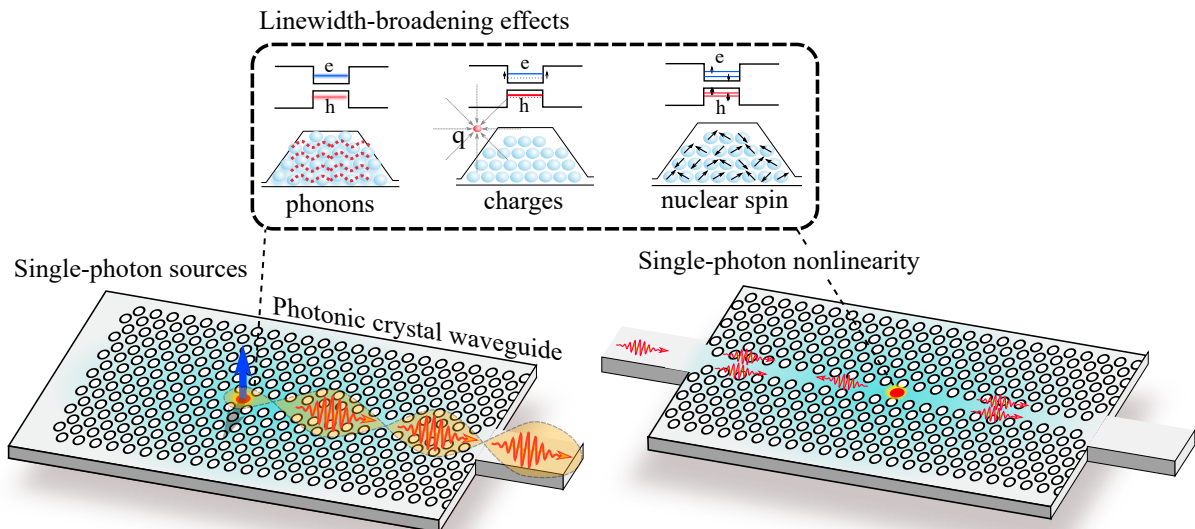 Linewidth-broadening effects
e
e
e
h
h
h
q
phonons
charges
nuclear spin
Single-photon sources
Single-photon nonlinearity
Photonic crystal waveguide